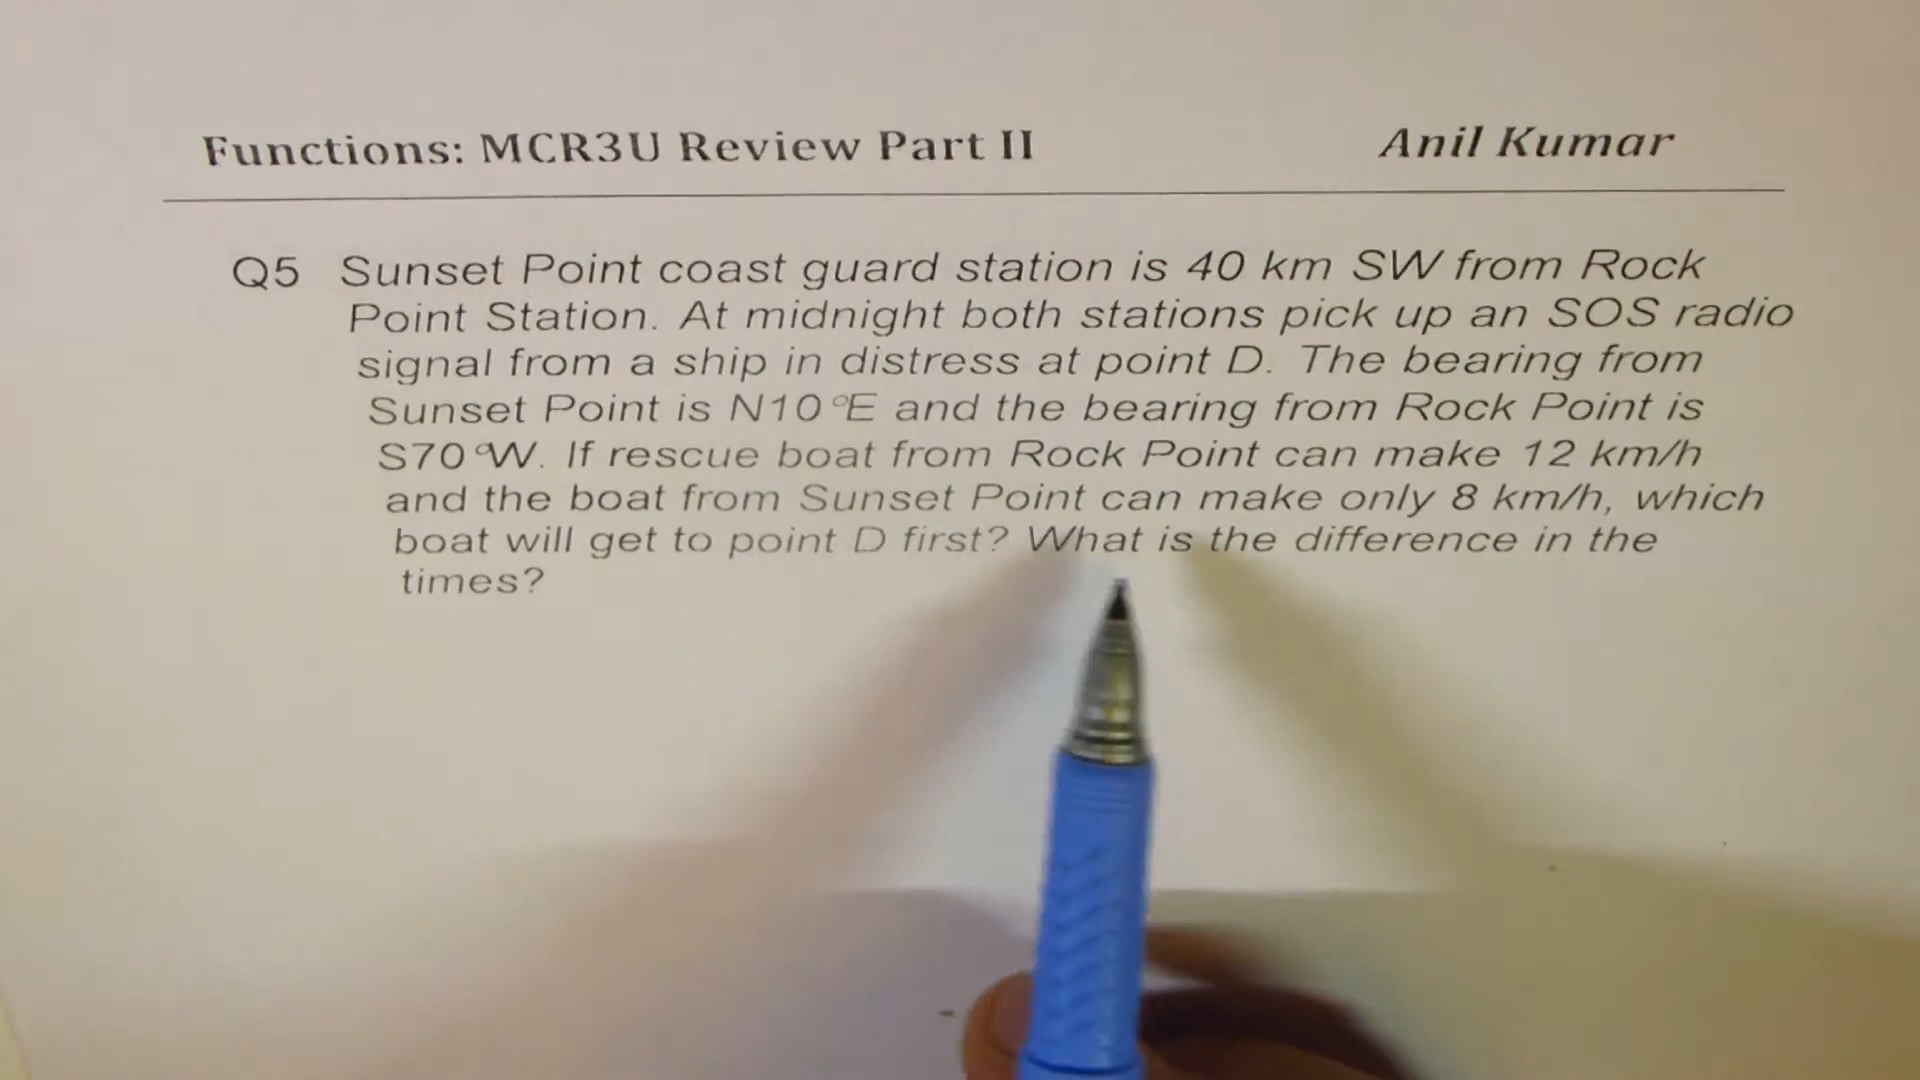 Functions: MCR3U Review Part II Anil Kumar
Q5 Sunset Point coast guard station is 40 km SW from Rock
Point Station. At midnight both stations pick up an SOS radio
signal from a ship in distress at point D. The bearing from
Sunset Point is N10°E and the bearing from Rock Point is
S70°W. If rescue boat from Rock Point can make 12 km/h
and the boat from Sunset Point can make only 8 km/h, which
boat will get to point D first? What is the difference in the
times?